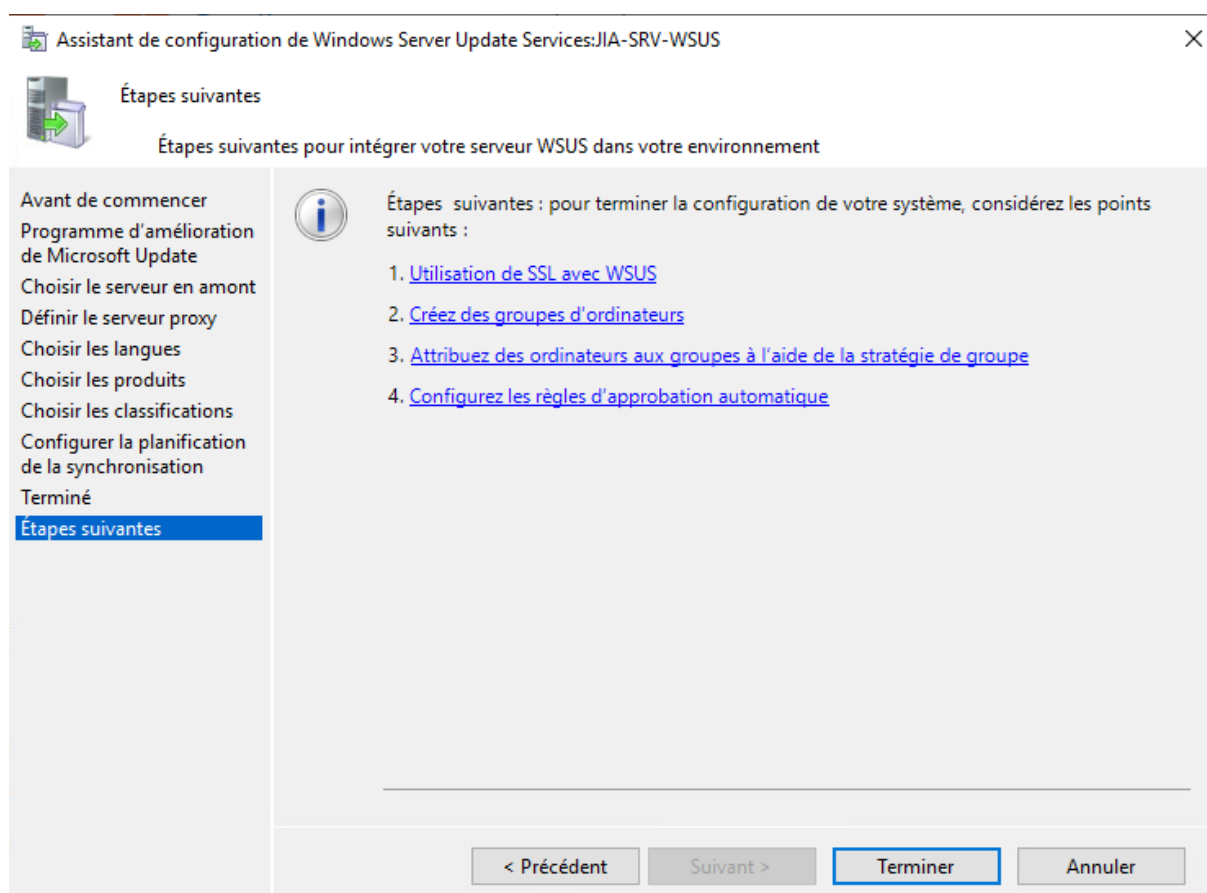 Assistant de configuration de Windows Server Update Services:JIA-SRV-WSUS
Étapes suivantes
Étapes suivantes pour intégrer votre serveur WSUS dans votre environnement
Avant de commencer
Programme d'amélioration
de Microsoft Update
Choisir le serveur en amont
Définir le serveur proxy
Choisir les langues
Choisir les produits
Choisir les classifications
Configurer la planification
de la synchronisation
Terminé
Étapes suivantes
Étapes  suivantes : pour terminer la configuration de votre système, considérez les points
suivants :
1. Utilisation de SSL avec WSUS
2. Créez des groupes d'ordinateurs
3. Attribuez des ordinateurs aux groupes à l'aide de la stratégie de groupe
4. Configurez les règles d'approbation automatique
< Précédent
Suivant >
Terminer
Annuler